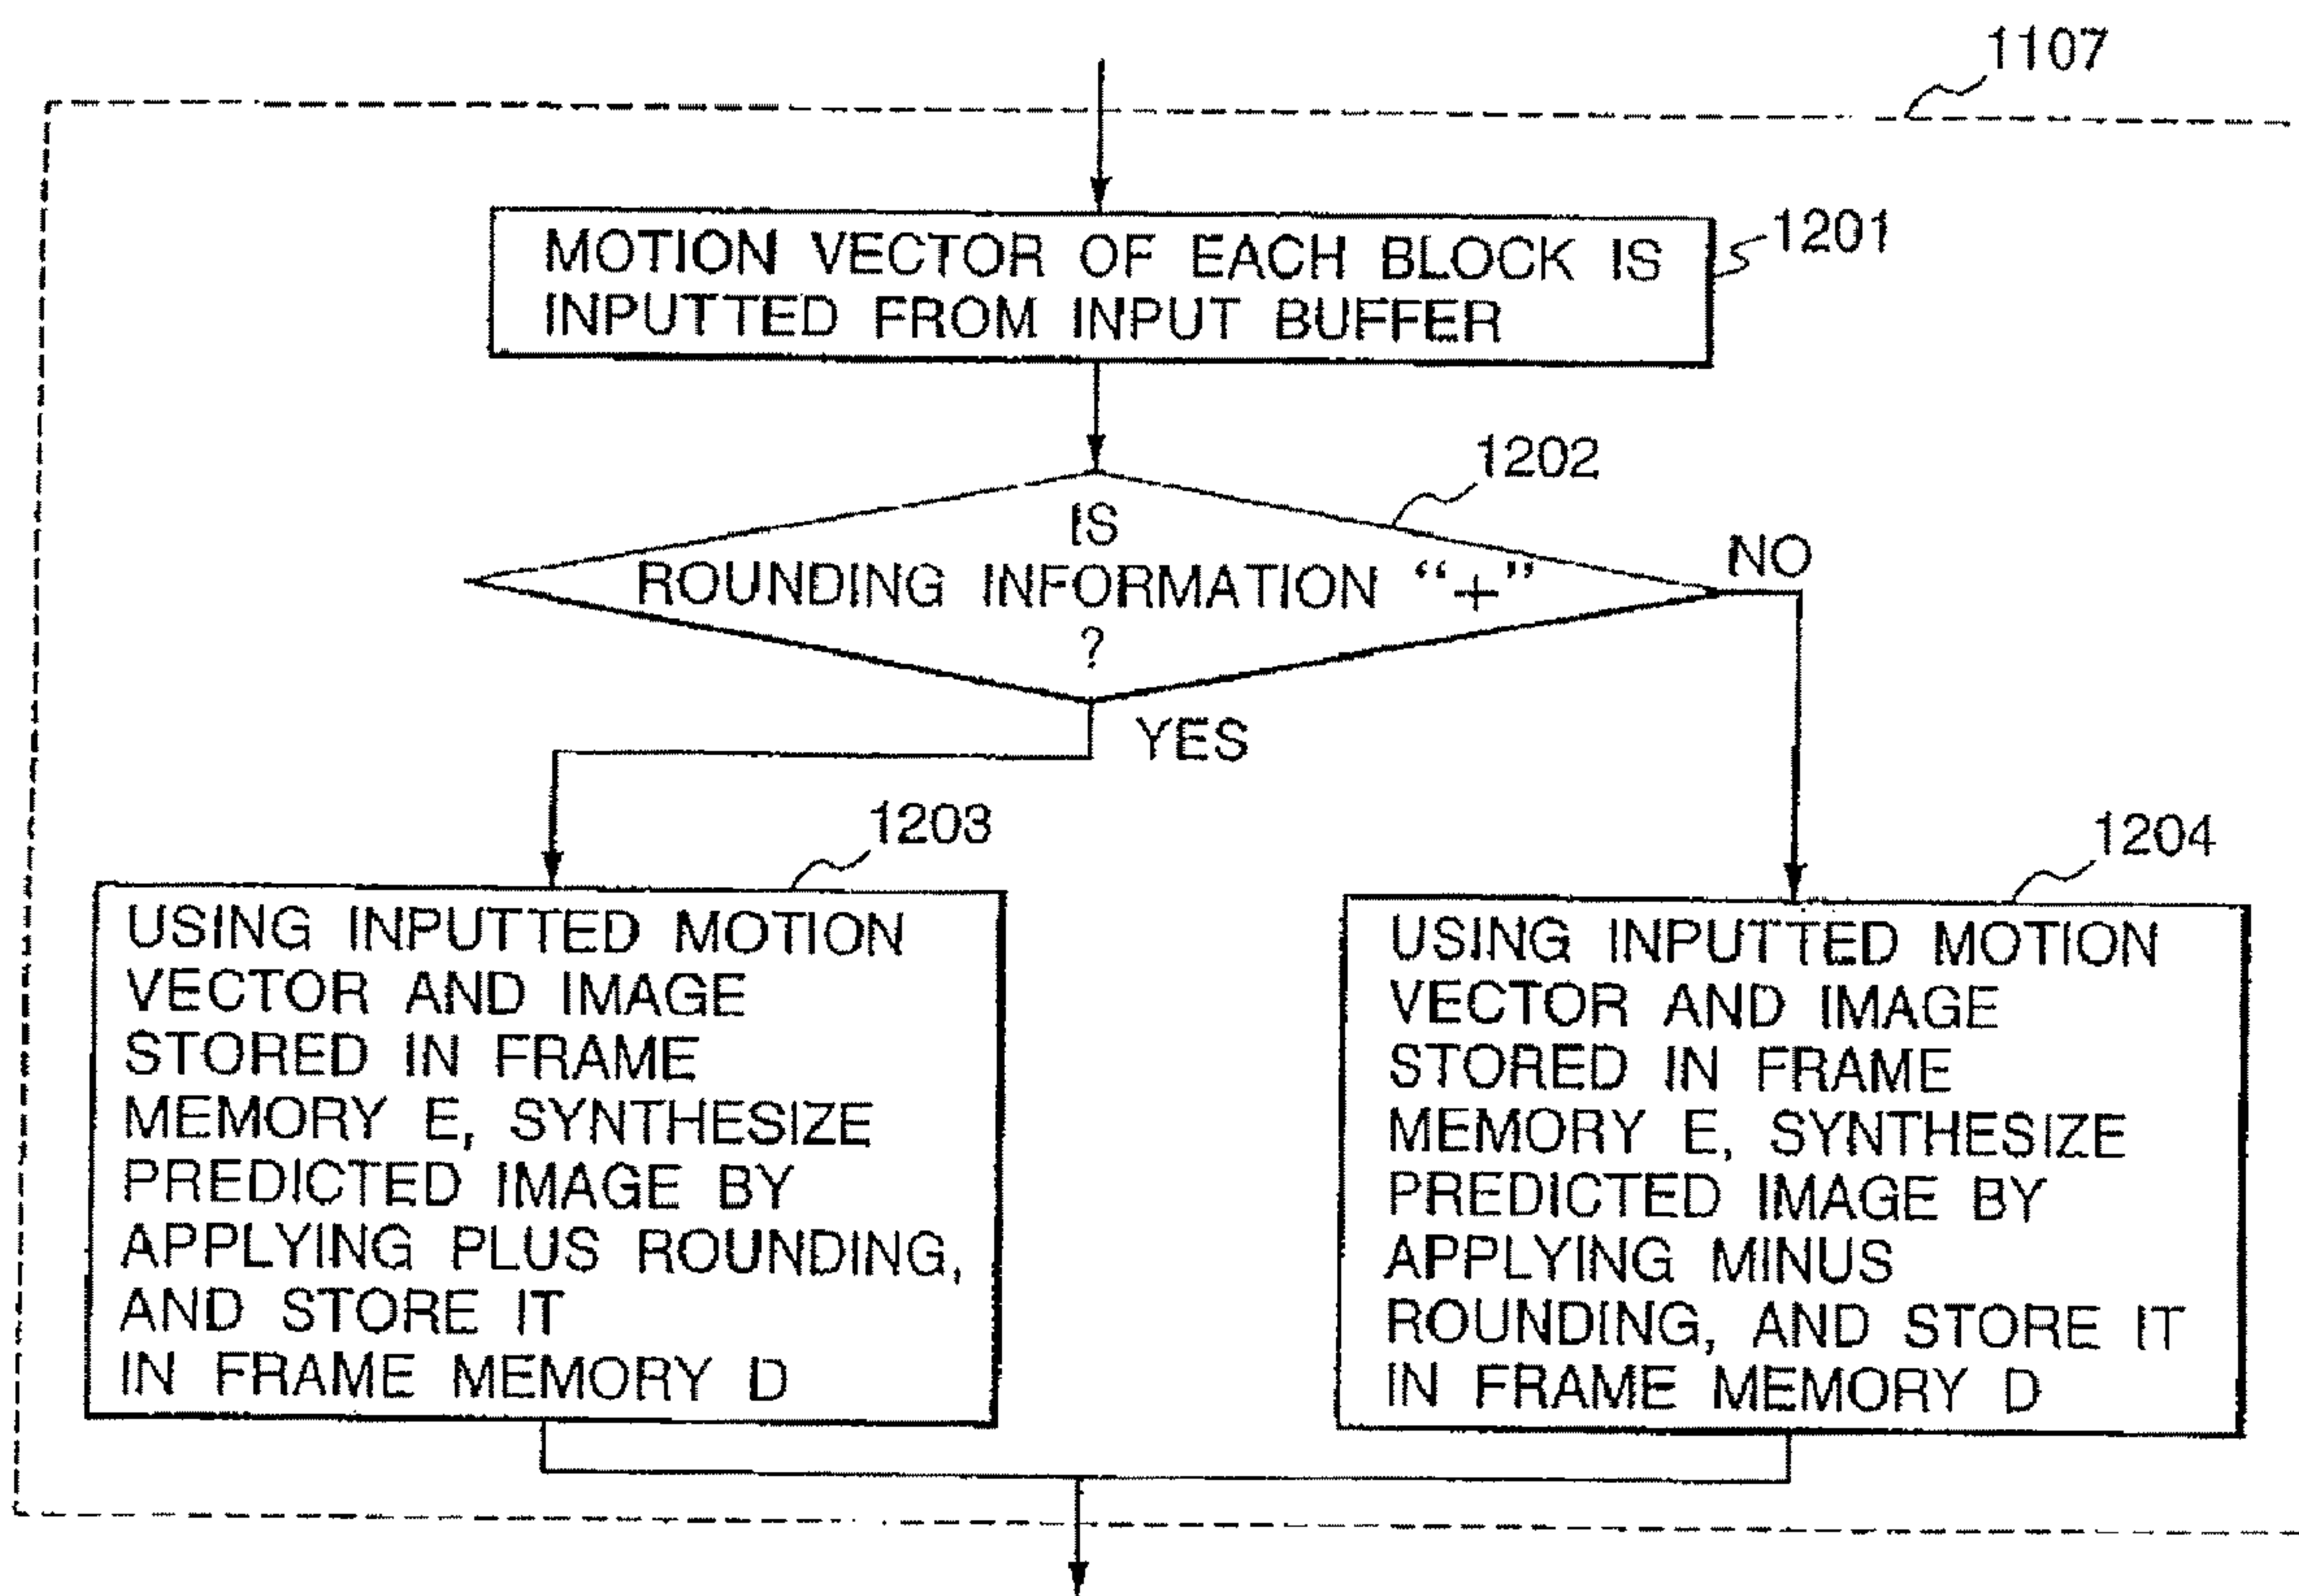 1107
MOTION VECTOR OF EACH BLOCK IS
INPUTTED FROM INPUT BUFFER
1201
1202
IS
ROUNDING INFORMATION “+”
?
NO
YES
1203
USING INPUTTED MOTION
VECTOR AND IMAGE
STORED IN FRAME
MEMORY E, SYNTHESIZE
PREDICTED IMAGE BY
APPLYING PLUS ROUNDING,
AND STORE IT
IN FRAME MEMORY D
1204
USING INPUTTED MOTION
VECTOR AND IMAGE
STORED IN FRAME
MEMORY E, SYNTHESIZE
PREDICTED IMAGE BY
APPLYING MINUS
ROUNDING, AND STORE IT
IN FRAME MEMORY D